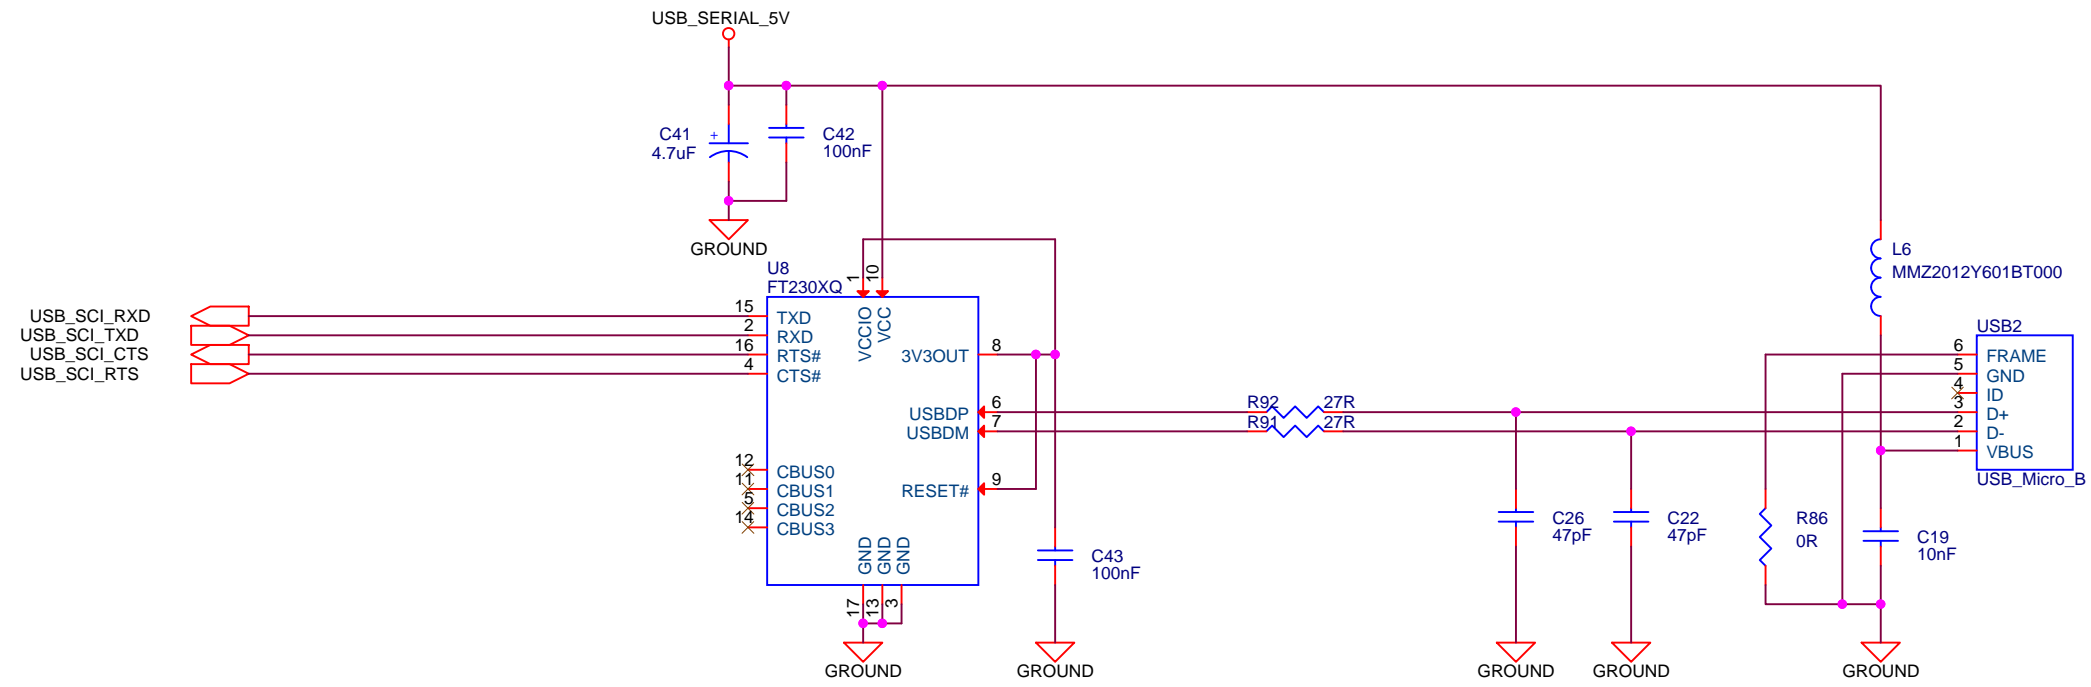 USB_SERIAL_5V
C41
+
4.7uF
C42
100nF
GROUND
U8
FT230XQ
1
10
VCCIO
VCC
USB_SCI_RXD
15
TXD
USB_SCI_TXD
2
RXD
USB_SCI_CTS
16
RTS#
USB_SCI_RTS
4
CTS#
3V3OUT
8
USBDP
6
USBDM
7
RESET#
9
12
CBUS0
11
CBUS1
5
CBUS2
14
CBUS3
GND
GND
GND
17
13
3
GROUND
C43
100nF
GROUND
R92
27R
R91
27R
C26
47pF
GROUND
C22
47pF
GROUND
L6
MMZ2012Y601BT000
USB2
6
FRAME
5
GND
4
ID
3
D+
2
D-
1
VBUS
USB_Micro_B
R86
0R
C19
10nF
GROUND